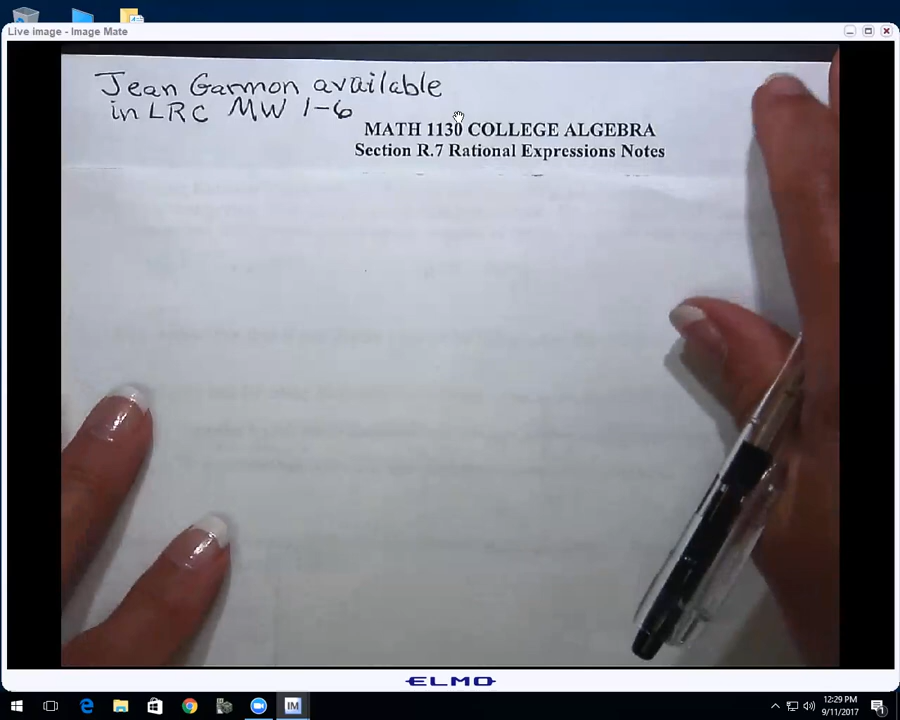 Live image - Image Mate
Jean Garmon available
in LRC MW 1-6
MATH 1130 COLLEGE ALGEBRA
Section R.7 Rational Expressions Notes
ELMO
IM
12:29 PM
9/11/2017